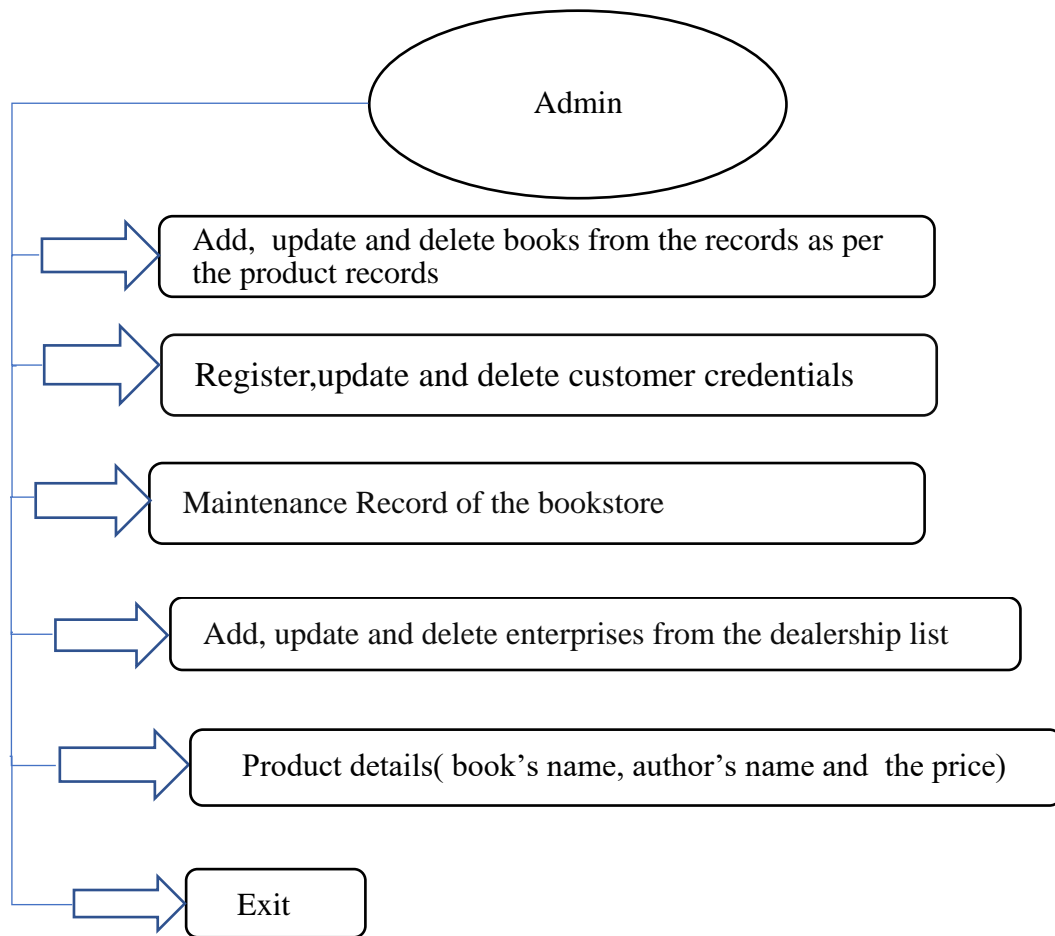 Admin
Add,  update and delete books from the records as per
the product records
Register,update and delete customer credentials
Maintenance Record of the bookstore
Add, update and delete enterprises from the dealership list
Product details( book’s name, author’s name and  the price)
Exit